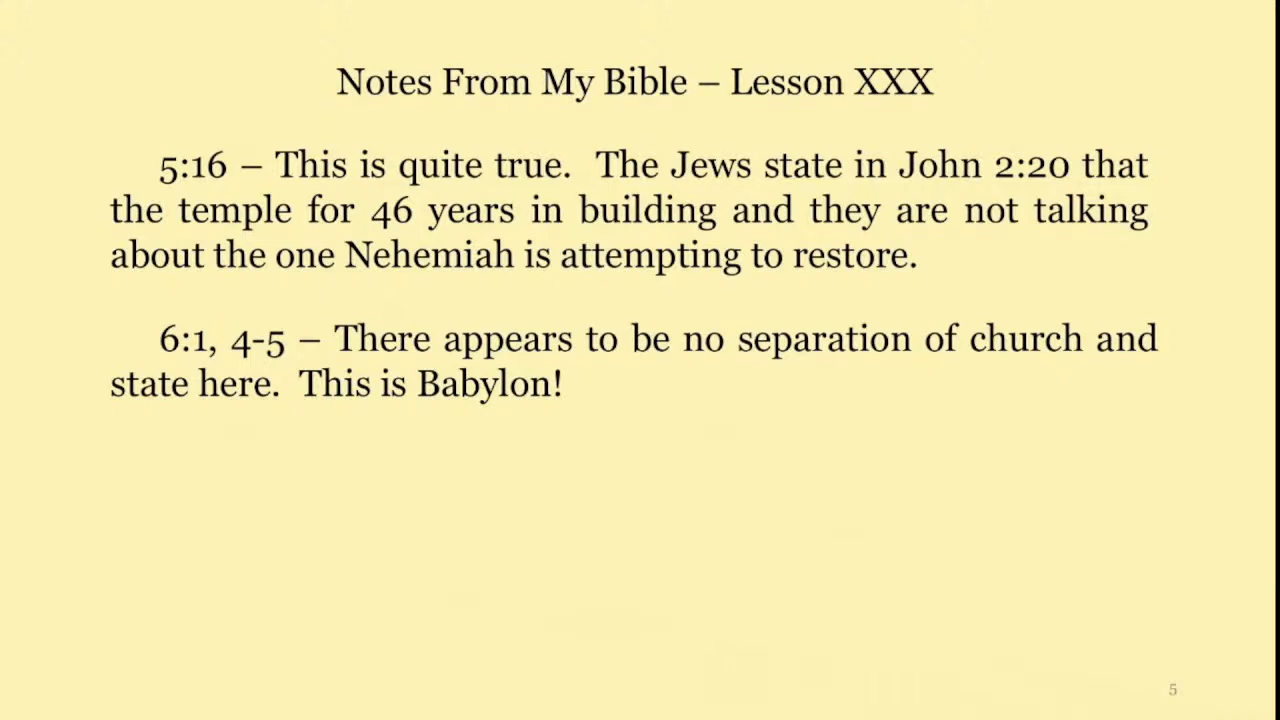 Notes From My Bible – Lesson XXX
5:16 – This is quite true.  The Jews state in John 2:20 that
the temple for 46 years in building and they are not talking
about the one Nehemiah is attempting to restore.
6:1, 4-5 – There appears to be no separation of church and
state here.  This is Babylon!
5